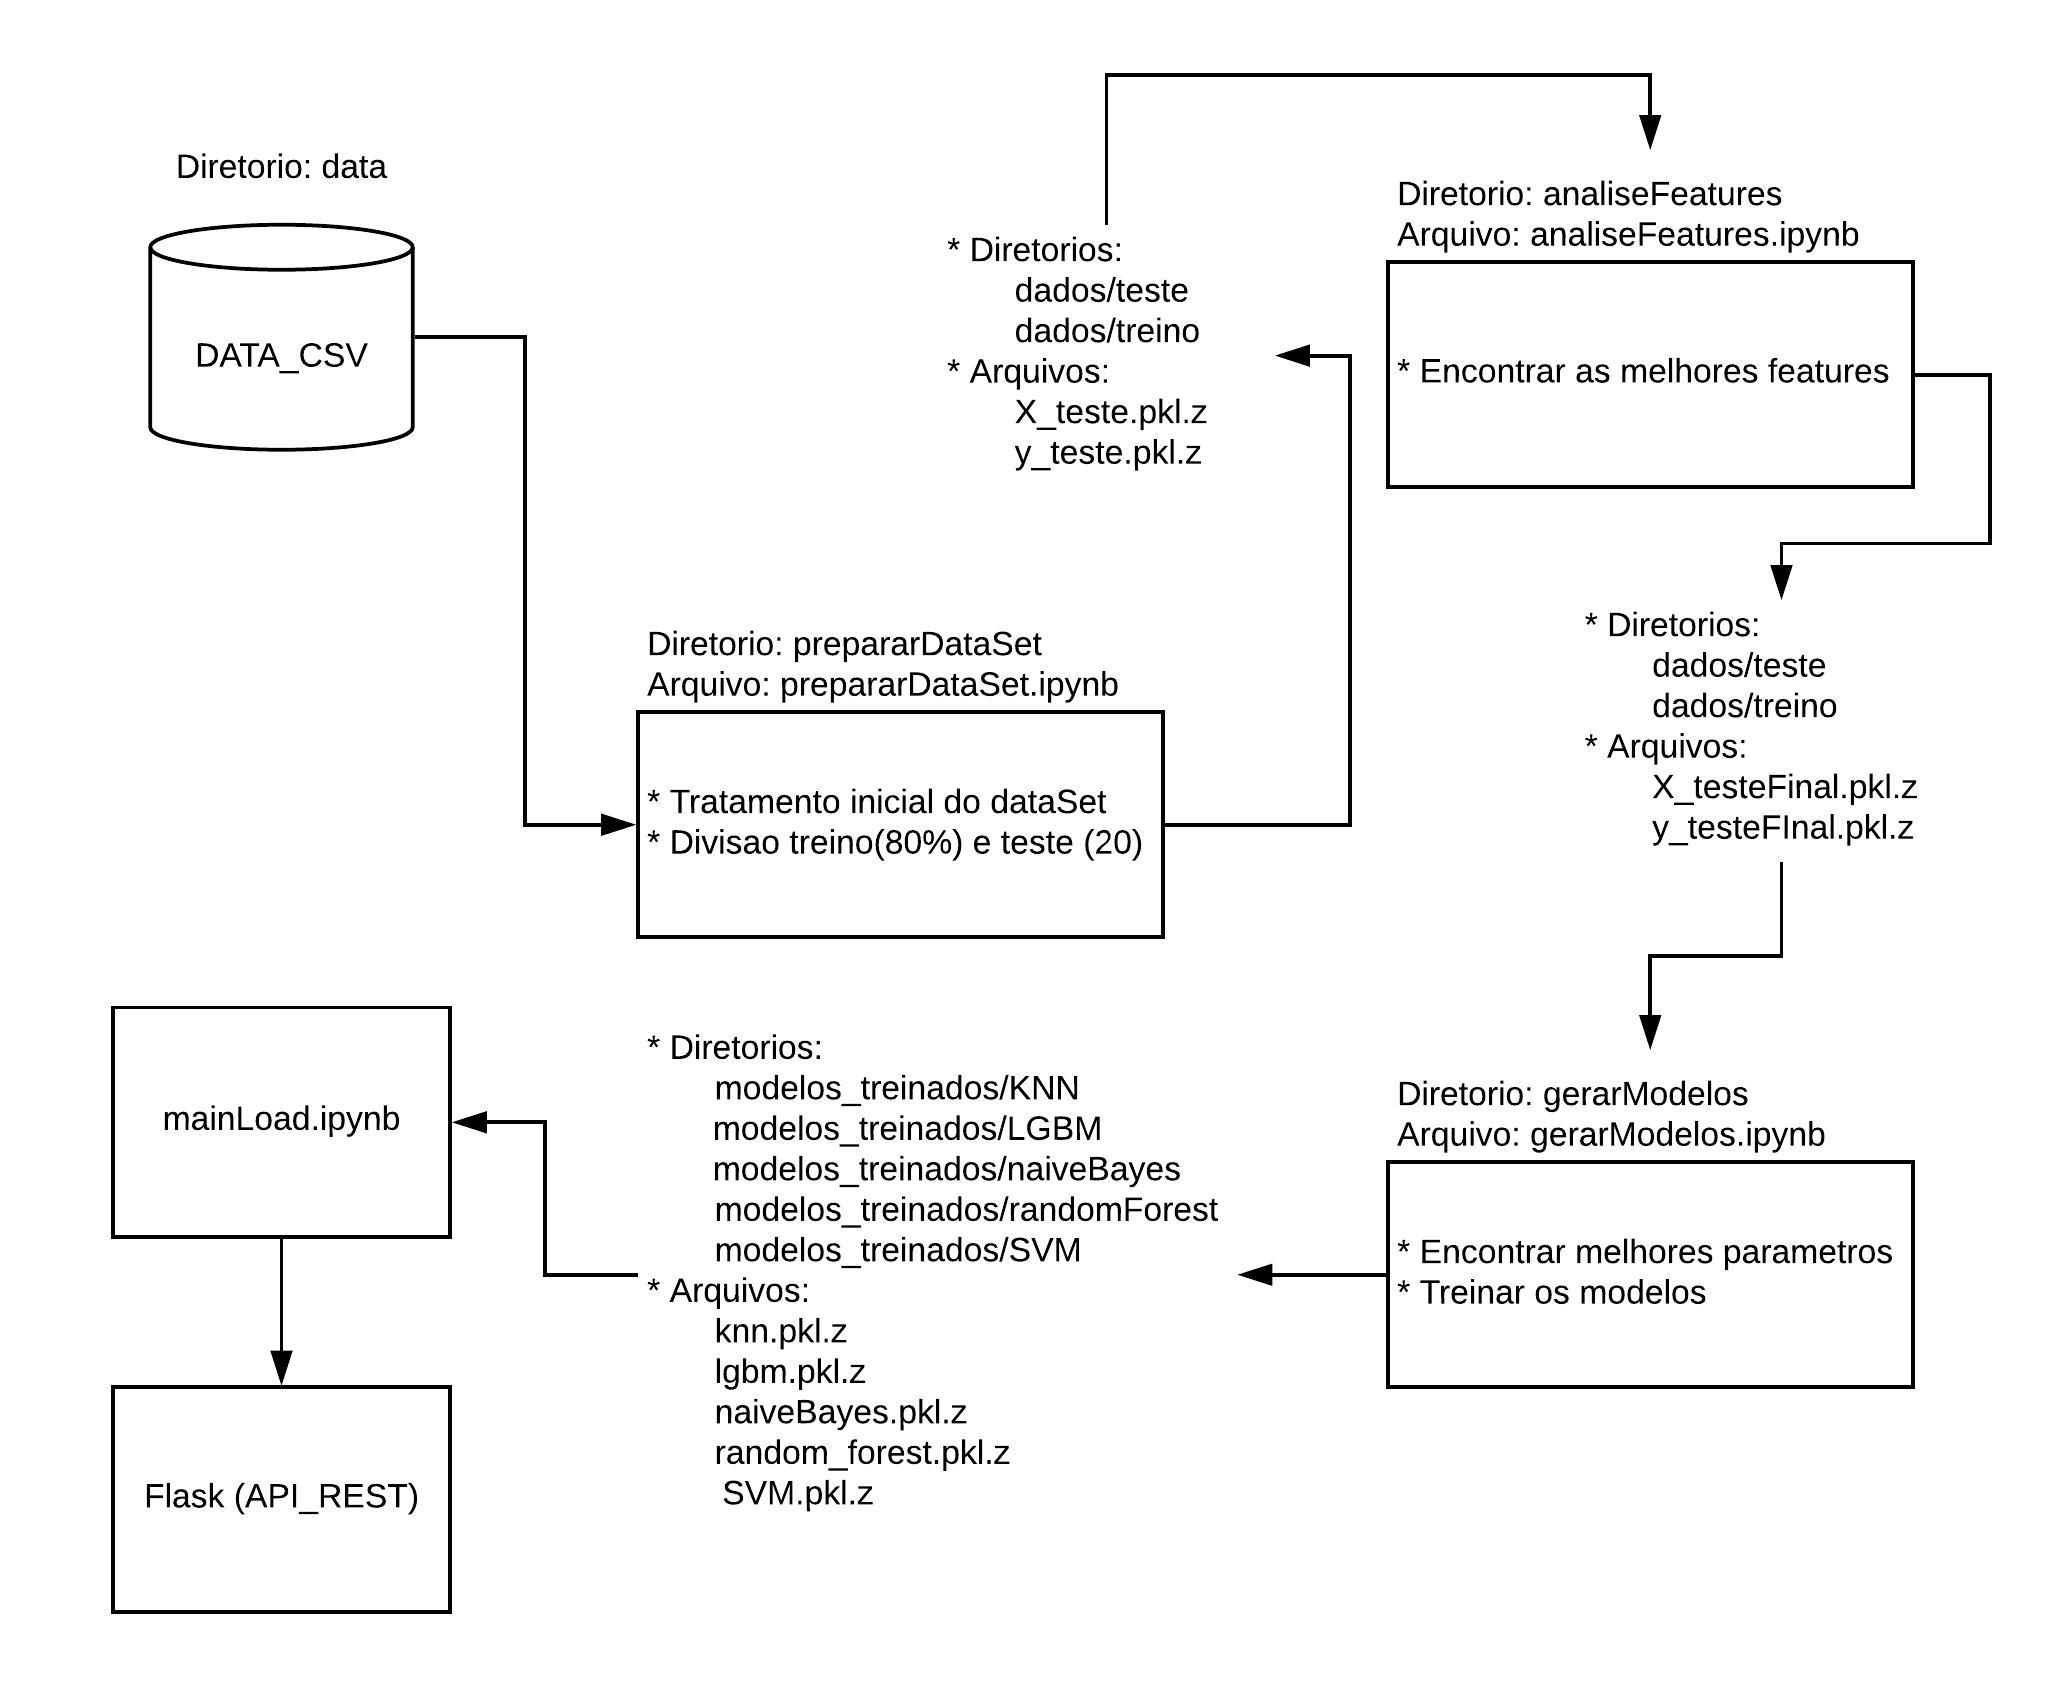 Diretorio: data
DATA_CSV
Diretorio: prepararDataSet
Arquivo: prepararDataSet.ipynb
* Tratamento inicial do dataSet
* Divisao treino(80%) e teste (20)
* Diretorios:
dados/teste
dados/treino
* Arquivos:
X_teste.pkl.z
y_teste.pkl.z
Diretorio: analiseFeatures
Arquivo: analiseFeatures.ipynb
* Encontrar as melhores features
* Diretorios:
dados/teste
dados/treino
* Arquivos:
X_testeFinal.pkl.z
y_testeFInal.pkl.z
Diretorio: gerarModelos
Arquivo: gerarModelos.ipynb
* Encontrar melhores parametros
* Treinar os modelos
* Diretorios:
modelos_treinados/KNN
modelos_treinados/LGBM
modelos_treinados/naiveBayes
modelos_treinados/randomForest
modelos_treinados/SVM
* Arquivos:
knn.pkl.z
lgbm.pkl.z
naiveBayes.pkl.z
random_forest.pkl.z
SVM.pkl.z
mainLoad.ipynb
Flask (API_REST)